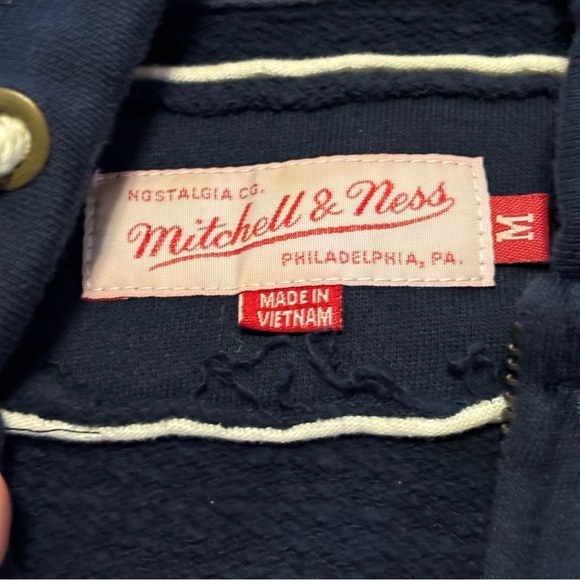 NOSTALGIA CO.
Mitchell & Ness
PHILADELPHIA, PA.
M
MADE IN
VIETNAM